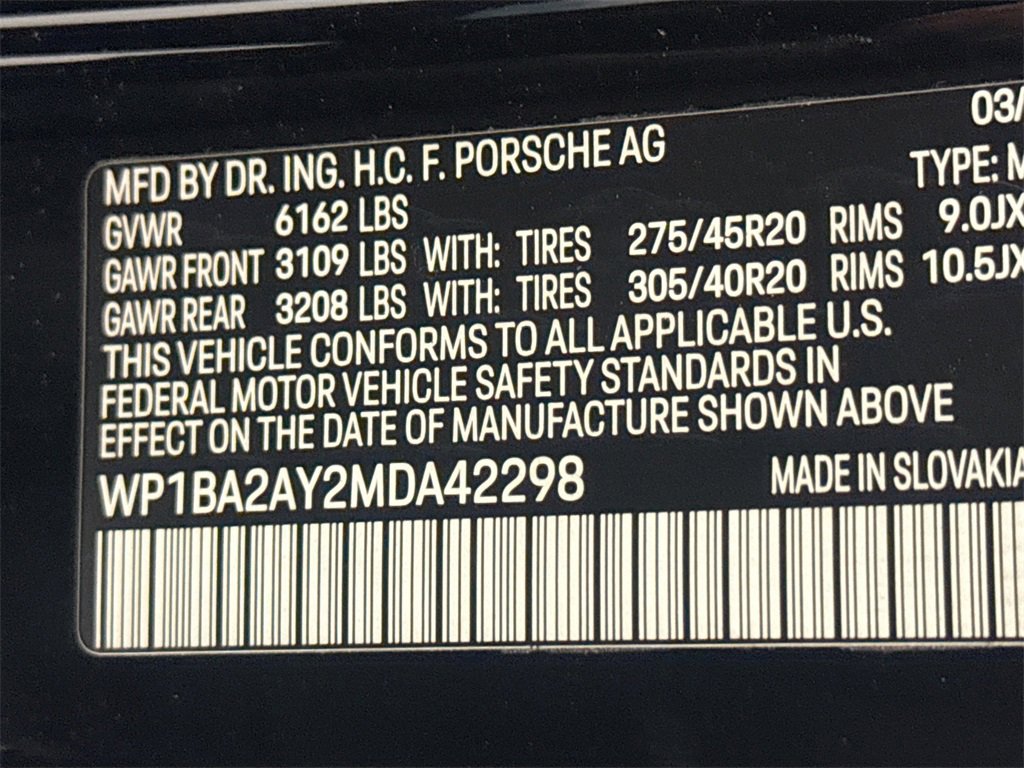 03/
MFD BY DR. ING. H.C. F. PORSCHE AG TYPE: M
GVWR 6162 LBS
GAWR FRONT 3109 LBS WITH: TIRES 275/45R20 RIMS 9.0JX
GAWR REAR 3208 LBS WITH: TIRES 305/40R20 RIMS 10.5JX
THIS VEHICLE CONFORMS TO ALL APPLICABLE U.S.
FEDERAL MOTOR VEHICLE SAFETY STANDARDS IN
EFFECT ON THE DATE OF MANUFACTURE SHOWN ABOVE
WP1BA2AY2MDA42298 MADE IN SLOVAKIA